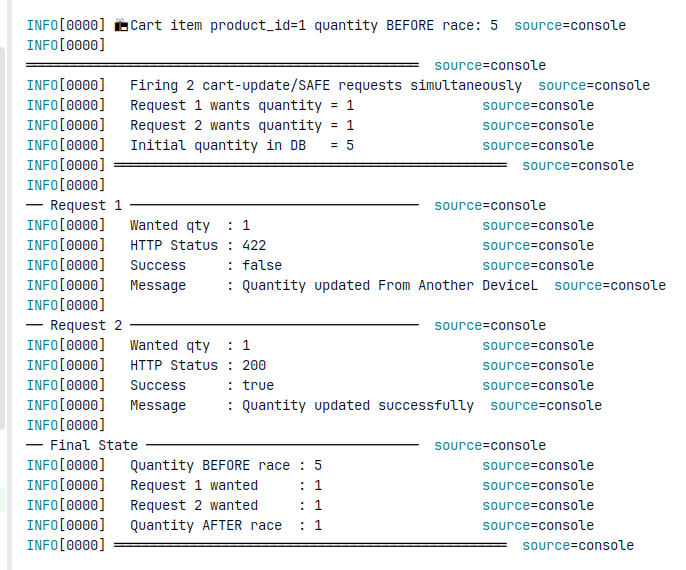 INFO[0000] 🎁Cart item product_id=1 quantity BEFORE race: 5  source=console
INFO[0000]
═════════════════════════════════════════════════  source=console
INFO[0000]   Firing 2 cart-update/SAFE requests simultaneously  source=console
INFO[0000]   Request 1 wants quantity = 1                source=console
INFO[0000]   Request 2 wants quantity = 1                source=console
INFO[0000]   Initial quantity in DB   = 5                source=console
INFO[0000] ═════════════════════════════════════════════════  source=console
INFO[0000]
── Request 1 ────────────────────────────────────  source=console
INFO[0000]   Wanted qty  : 1                             source=console
INFO[0000]   HTTP Status : 422                           source=console
INFO[0000]   Success     : false                         source=console
INFO[0000]   Message     : Quantity updated From Another DeviceL  source=console
INFO[0000]
── Request 2 ────────────────────────────────────  source=console
INFO[0000]   Wanted qty  : 1                             source=console
INFO[0000]   HTTP Status : 200                           source=console
INFO[0000]   Success     : true                          source=console
INFO[0000]   Message     : Quantity updated successfully  source=console
INFO[0000]
── Final State ──────────────────────────────────  source=console
INFO[0000]   Quantity BEFORE race : 5                    source=console
INFO[0000]   Request 1 wanted     : 1                    source=console
INFO[0000]   Request 2 wanted     : 1                    source=console
INFO[0000]   Quantity AFTER race  : 1                    source=console
INFO[0000] ═════════════════════════════════════════════════  source=console